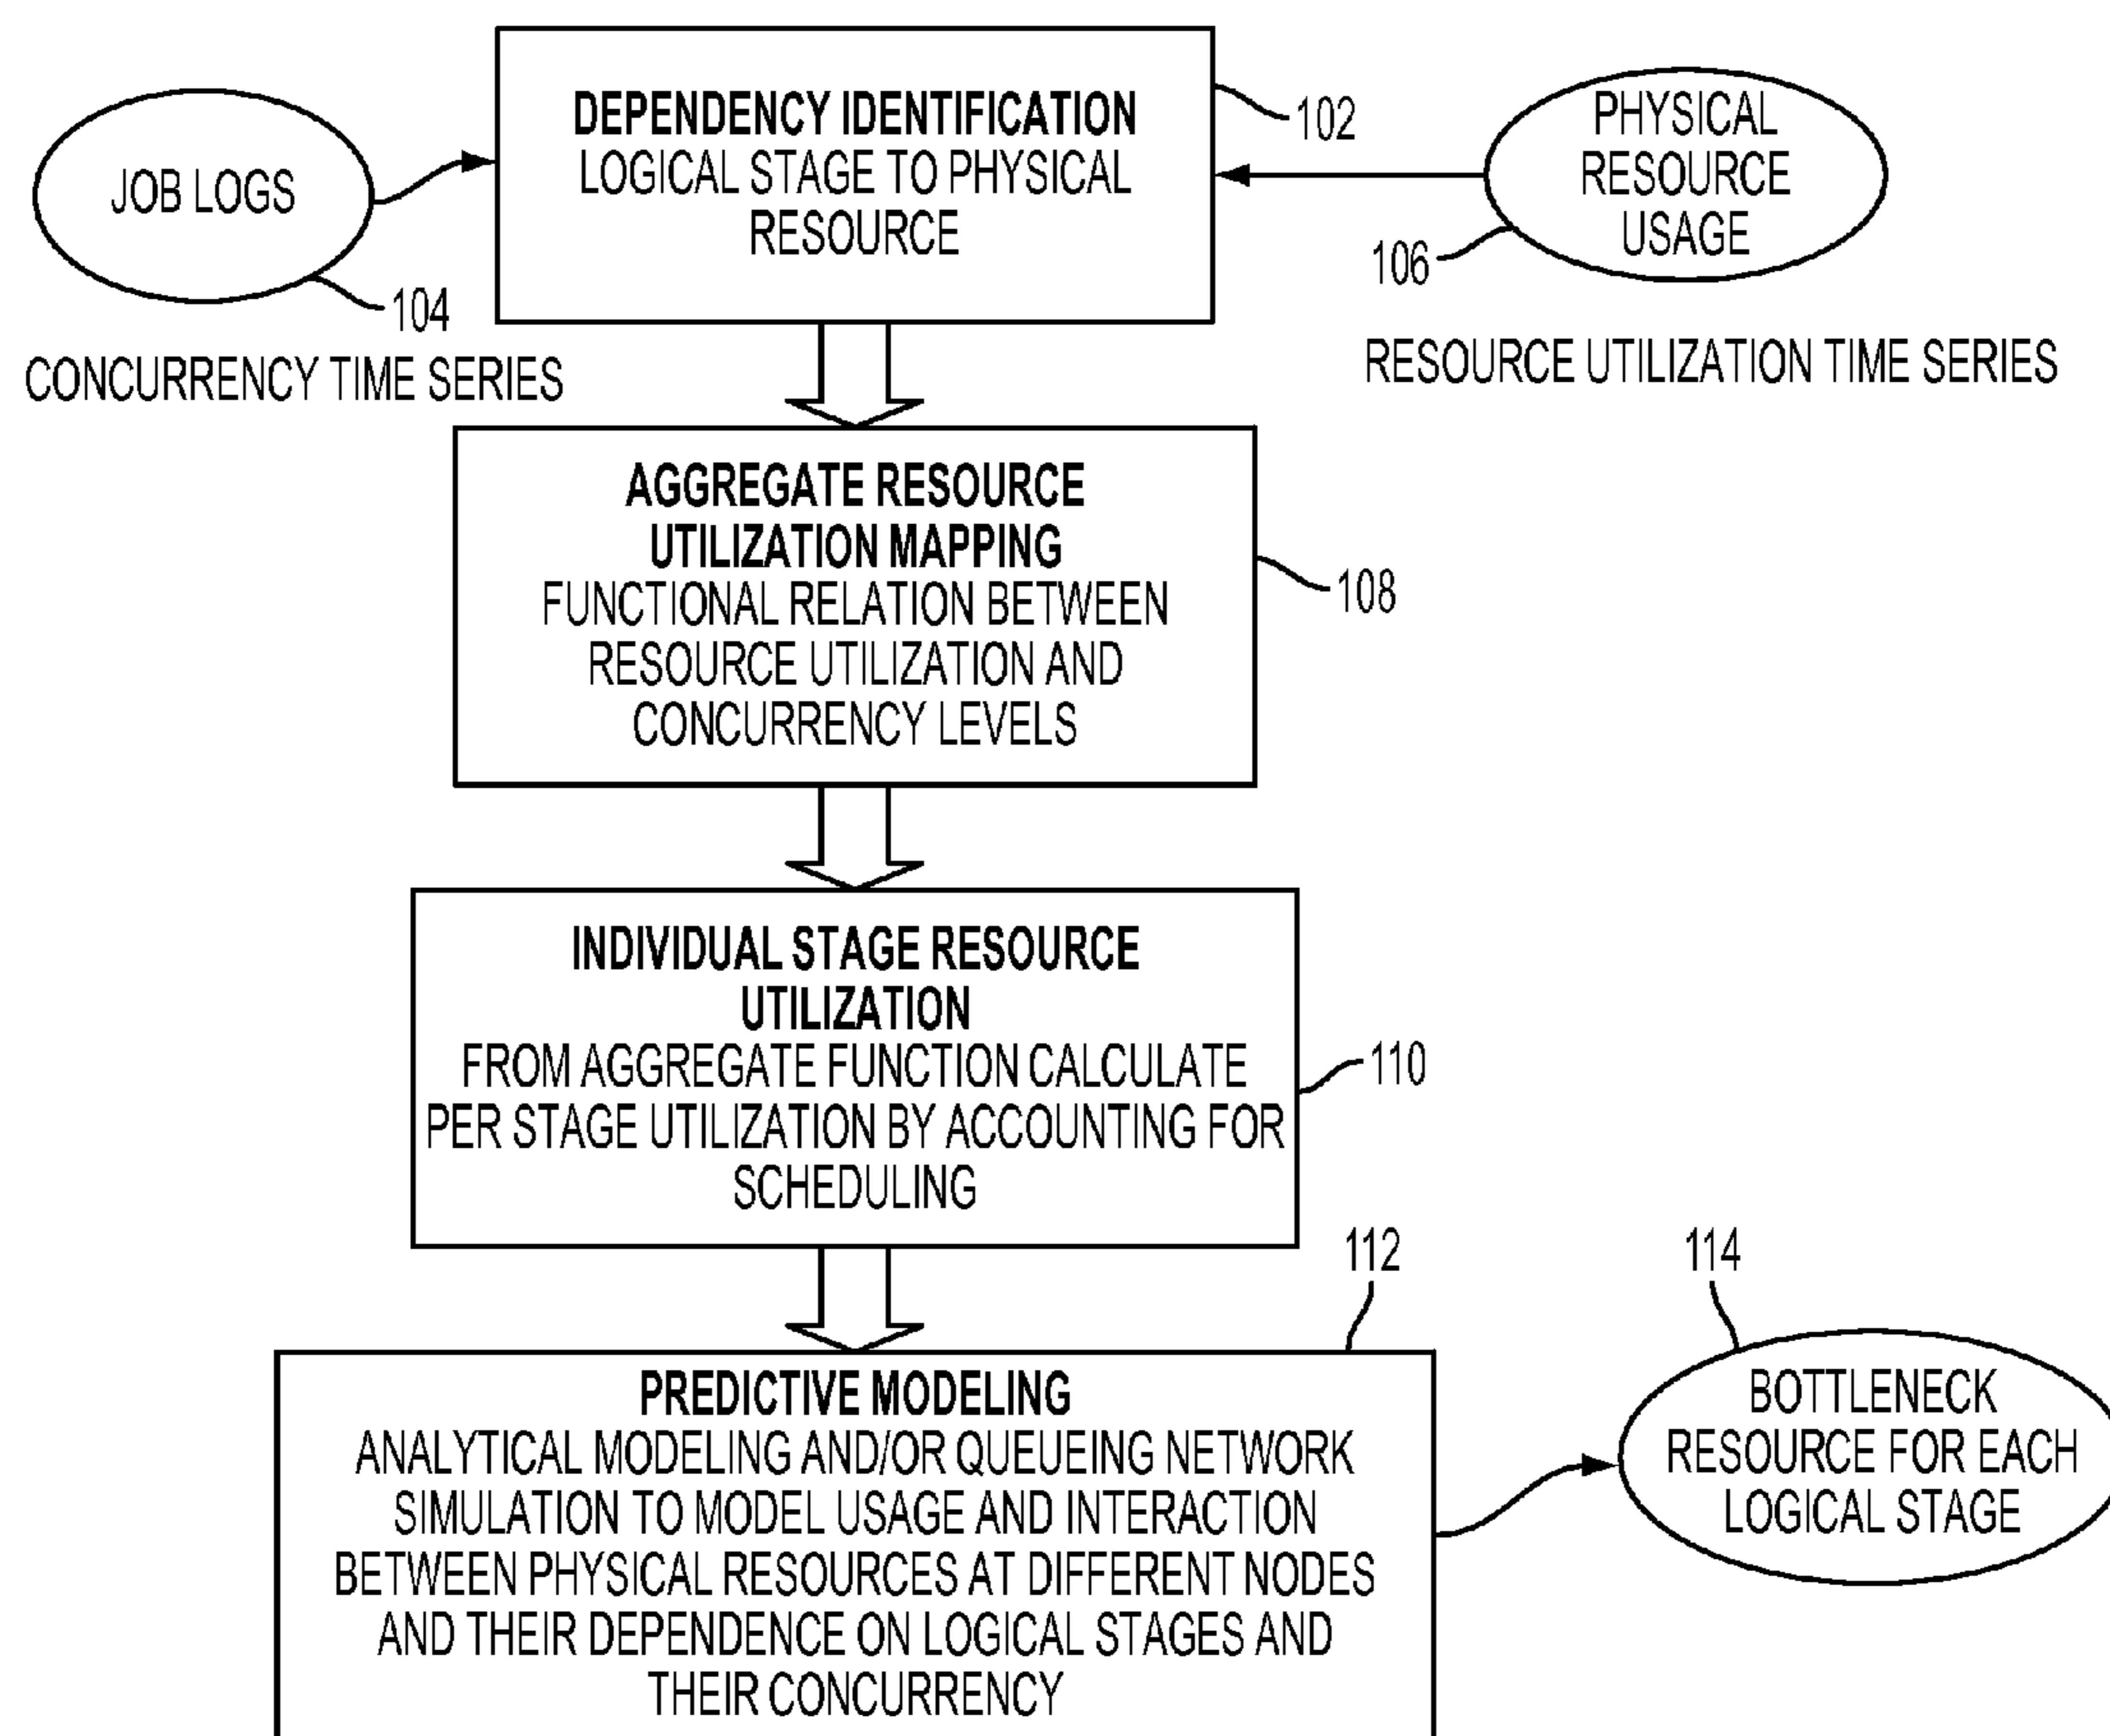 JOB LOGS
104
CONCURRENCY TIME SERIES
DEPENDENCY IDENTIFICATION
LOGICAL STAGE TO PHYSICAL
RESOURCE
102
PHYSICAL
RESOURCE
USAGE
106
RESOURCE UTILIZATION TIME SERIES
AGGREGATE RESOURCE
UTILIZATION MAPPING
FUNCTIONAL RELATION BETWEEN
RESOURCE UTILIZATION AND
CONCURRENCY LEVELS
108
INDIVIDUAL STAGE RESOURCE
UTILIZATION
FROM AGGREGATE FUNCTION CALCULATE
PER STAGE UTILIZATION BY ACCOUNTING FOR
SCHEDULING
110
112
PREDICTIVE MODELING
ANALYTICAL MODELING AND/OR QUEUEING NETWORK
SIMULATION TO MODEL USAGE AND INTERACTION
BETWEEN PHYSICAL RESOURCES AT DIFFERENT NODES
AND THEIR DEPENDENCE ON LOGICAL STAGES AND
THEIR CONCURRENCY
114
BOTTLENECK
RESOURCE FOR EACH
LOGICAL STAGE